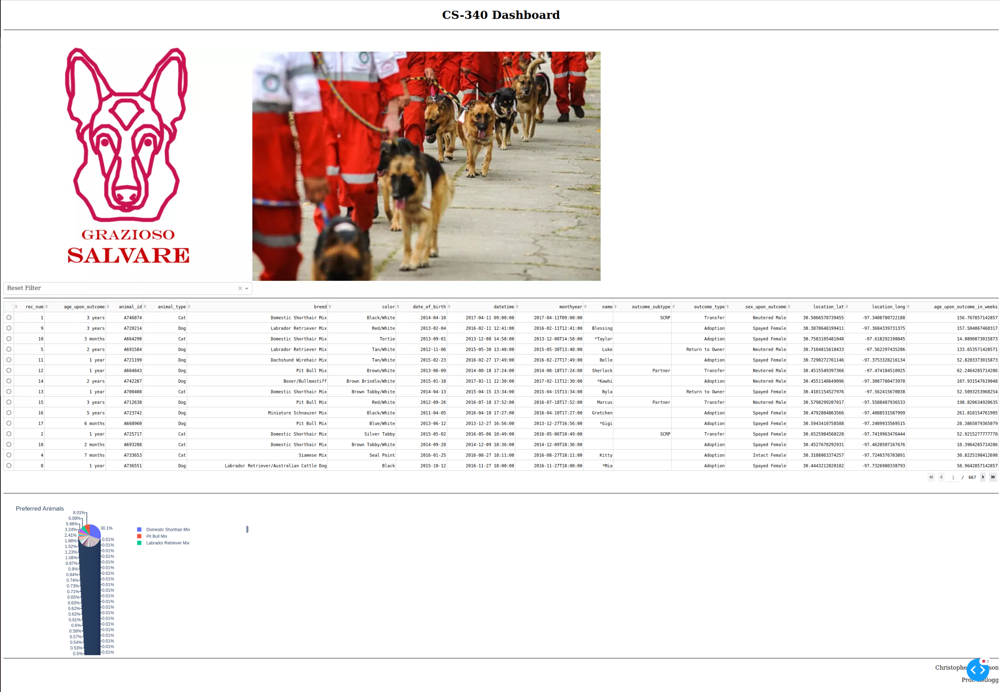 CS-340 Dashboard
GRAZIOSO
SALVARE
Reset Filter
rec_num age_upon_outcome animal_id animal_type breed color date_of_birth datetime monthyear name outcome_subtype outcome_type sex_upon_outcome location_lat location_long age_upon_outcome_in_weeks
1 3 years A746874 Cat Domestic Shorthair Mix Black/White 2014-04-10 2017-04-11 09:00:00 2017-04-11T09:00:00 SCRP Transfer Neutered Male 30.5066578739455 -97.3408780722188 156.767857142857
9 3 years A720214 Dog Labrador Retriever Mix Red/White 2013-02-04 2016-02-11 12:41:00 2016-02-11T12:41:00 Blessing Adoption Spayed Female 30.3870648199411 -97.3684339731375 157.504067460317
10 3 months A664290 Cat Domestic Shorthair Mix Tortie 2013-09-01 2013-12-08 14:58:00 2013-12-08T14:58:00 *Taylor Adoption Spayed Female 30.7583105481048 -97.618292198845 14.0890873015873
5 2 years A691584 Dog Labrador Retriever Mix Tan/White 2012-11-06 2015-05-30 13:48:00 2015-05-30T13:48:00 Luke Return to Owner Neutered Male 30.7104815618433 -97.562297435286 133.653571428571
11 1 year A721199 Dog Dachshund Wirehair Mix Tan/White 2015-02-23 2016-02-27 17:49:00 2016-02-27T17:49:00 Belle Adoption Spayed Female 30.7290272761146 -97.3753328216134 52.8203373015873
12 1 year A664843 Dog Pit Bull Mix Brown/White 2013-06-09 2014-08-18 17:24:00 2014-08-18T17:24:00 Sherlock Partner Transfer Neutered Male 30.4515549397366 -97.474104510925 62.2464285714286
14 2 years A742287 Dog Boxer/Bullmastiff Brown Brindle/White 2015-01-18 2017-02-11 12:30:00 2017-02-11T12:30:00 *Kawhi Adoption Neutered Male 30.4551148649096 -97.3087780473978 107.931547619048
13 1 year A700408 Cat Domestic Shorthair Mix Brown Tabby/White 2014-04-13 2015-04-15 13:34:00 2015-04-15T13:34:00 Nyla Return to Owner Spayed Female 30.4101154527976 -97.562415670838 52.5093253968254
15 3 years A712638 Dog Pit Bull Mix Red/White 2012-09-26 2016-07-18 17:52:00 2016-07-18T17:52:00 Marcus Partner Transfer Neutered Male 30.5798299207017 -97.5588487936533 198.820634920635
16 5 years A723742 Dog Miniature Schnauzer Mix Black/White 2011-04-05 2016-04-10 17:27:00 2016-04-10T17:27:00 Gretchen Adoption Spayed Female 30.4792884863566 -97.4088531587999 261.818154761905
17 6 months A668960 Dog Pit Bull Mix Blue/White 2013-06-12 2013-12-27 16:56:00 2013-12-27T16:56:00 *Gigi Adoption Spayed Female 30.5943410758588 -97.2489933569515 28.3865079365079
2 1 year A725717 Cat Domestic Shorthair Mix Silver Tabby 2015-05-02 2016-05-06 10:49:00 2016-05-06T10:49:00 SCRP Transfer Spayed Female 30.6525984560228 -97.7419963476444 52.9215277777778
18 2 months A693288 Cat Domestic Shorthair Mix Brown Tabby/White 2014-09-28 2014-12-09 18:36:00 2014-12-09T18:36:00 Adoption Spayed Female 30.4527678292931 -97.4620507167676 10.3964285714286
4 7 months A733653 Cat Siamese Mix Seal Point 2016-01-25 2016-08-27 18:11:00 2016-08-27T18:11:00 Kitty Adoption Intact Female 30.3188063374257 -97.7240376703891 30.8225198412698
8 1 year A736551 Dog Labrador Retriever/Australian Cattle Dog Black 2015-10-12 2016-11-27 18:00:00 2016-11-27T18:00:00 *Mia Adoption Spayed Female 30.4443212820182 -97.7326980338793 58.9642857142857
1 / 667
Preferred Animals
8.01%
6.08%
5.88%
30.1%
3.24%
2.41%
0.01%
1.88%
0.01%
1.52%
0.01%
1.23%
0.01%
1.08%
0.01%
0.97%
0.01%
0.9%
0.01%
0.84%
0.01%
0.74%
0.01%
0.73%
0.01%
0.71%
0.01%
0.65%
0.01%
0.63%
0.01%
0.62%
0.01%
0.62%
0.01%
0.61%
0.01%
0.6%
0.01%
0.58%
0.01%
0.57%
0.01%
0.54%
0.01%
0.53%
0.01%
0.5%
0.01%
Domestic Shorthair Mix
Pit Bull Mix
Labrador Retriever Mix
2
Prof. Kellogg